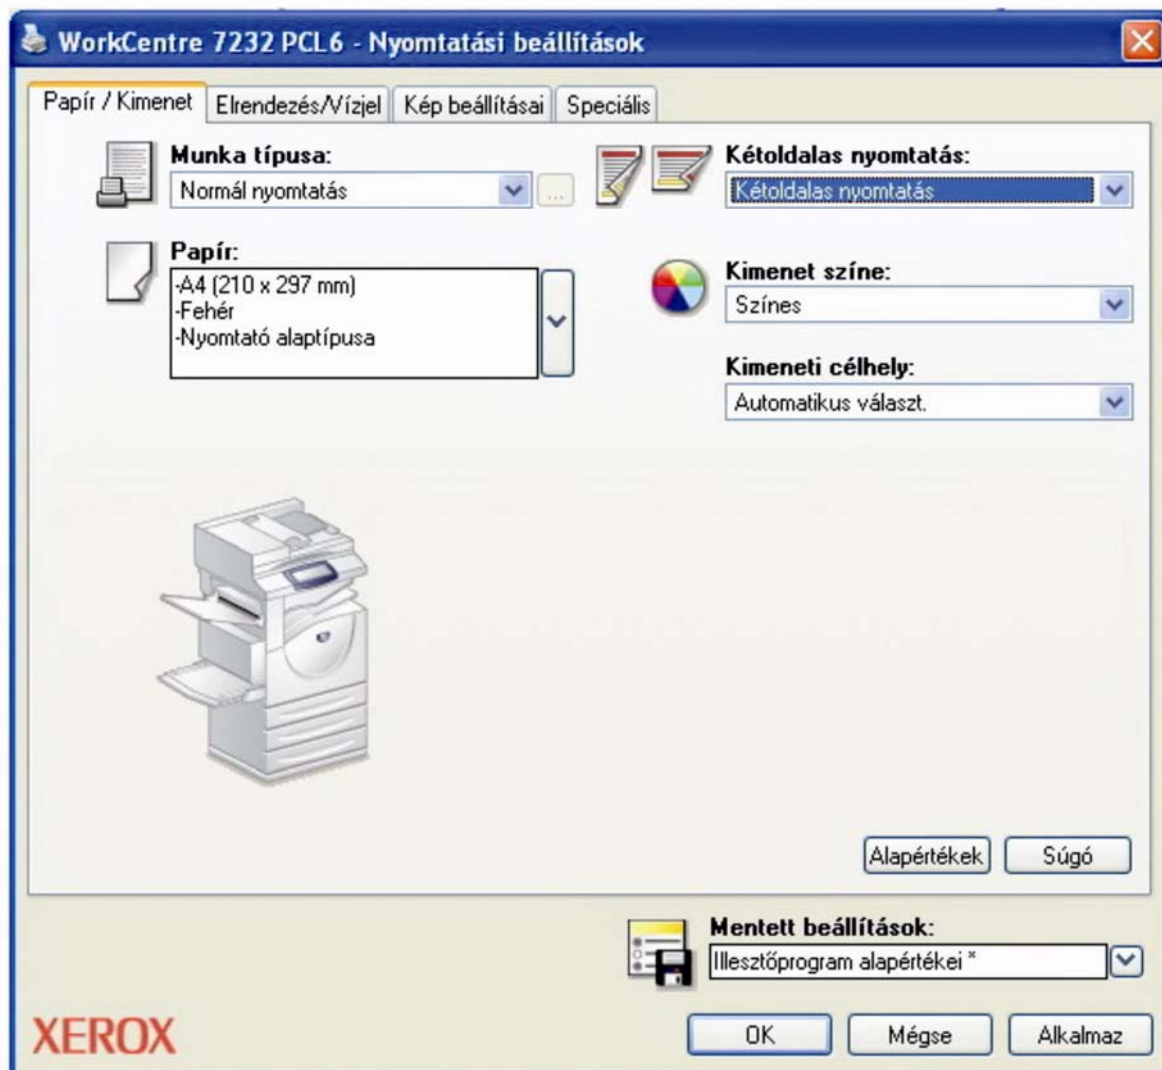 WorkCentre 7232 PCL6 - Nyomtatási beállítások
Papír / Kimenet
Elrendezés/Vízjel
Kép beállításai
Speciális
Munka típusa:
Normál nyomtatás
...
Kétoldalas nyomtatás:
Kétoldalas nyomtatás
Papír:
-A4 (210 x 297 mm)
-Fehér
-Nyomtató alaptípusa
Kimenet színe:
Színes
Kimeneti célhely:
Automatikus választ.
Alapértékek
Súgó
Mentett beállítások:
Illesztőprogram alapértékei *
XEROX
OK
Mégse
Alkalmaz